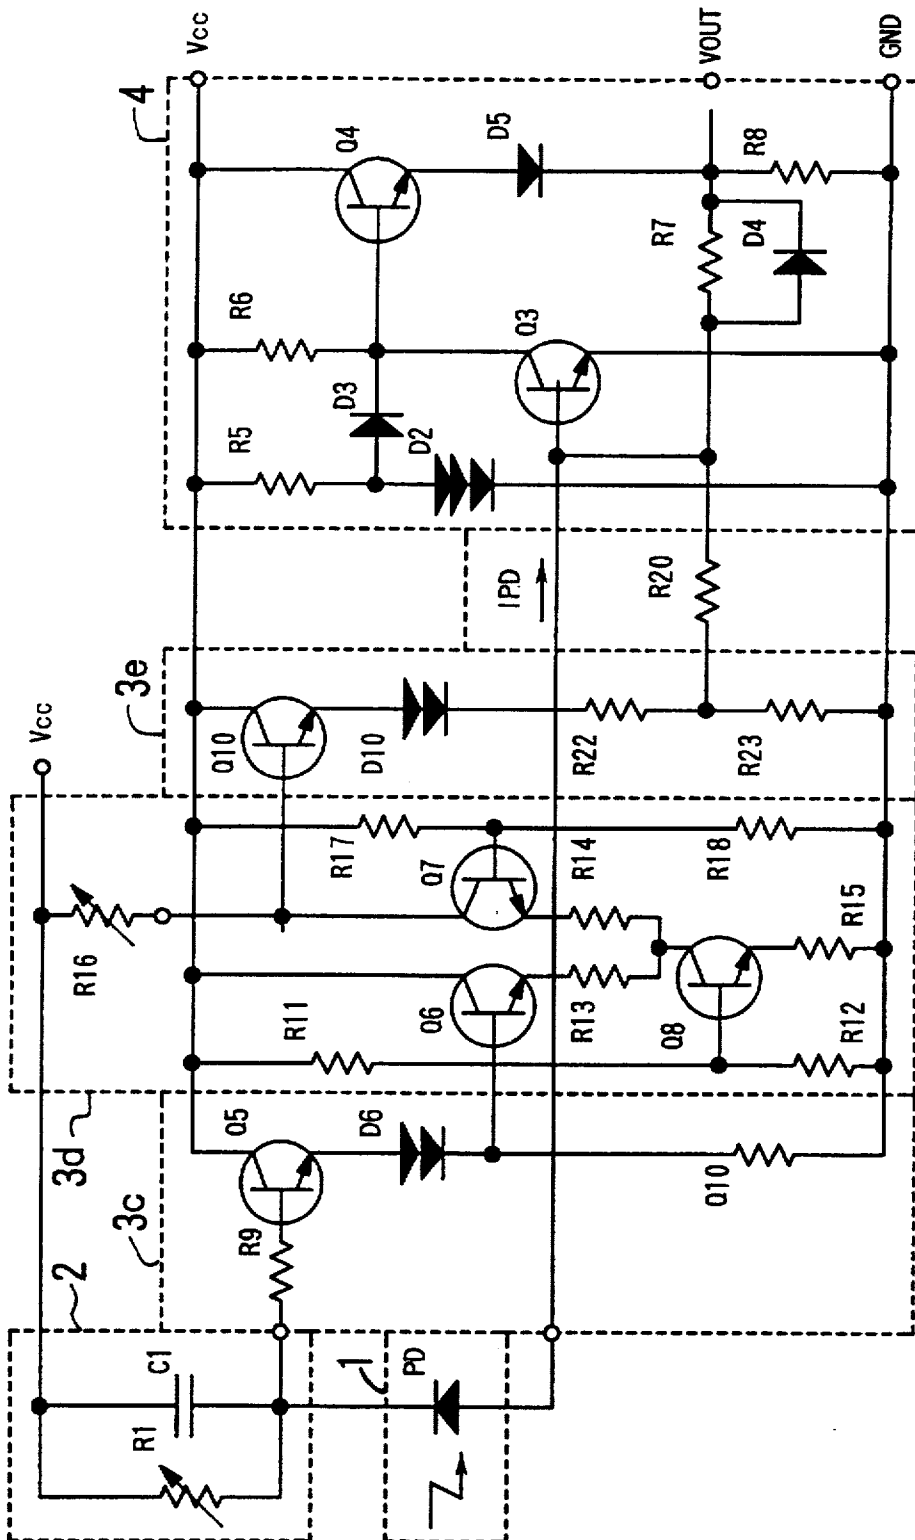 2
3d
R16
Vcc
R1
C1
3c
3e
4
Vcc
R9
Q5
R11
Q10
R5
R6
1
PD
D6
R17
D10
D3
Q4
Q6
Q7
D2
D5
IPD
Q3
R13
R14
R22
Q8
R20
R7
VOUT
Q10
R18
R23
D4
R8
R12
R15
GND